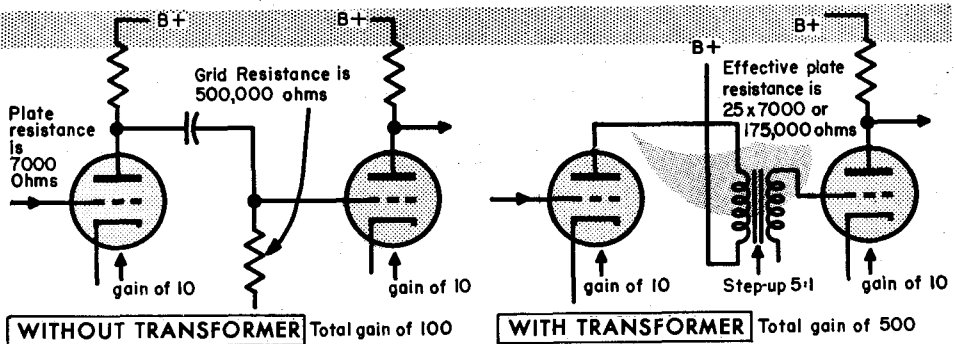 B+
B+
Grid Resistance is
500,000 ohms
Plate
resistance
is
7000
Ohms
gain of 10
gain of 10
WITHOUT TRANSFORMER Total gain of 100
B+
B+
Effective plate
resistance is
25 x 7000 or
175,000 ohms
gain of 10
Step-up 5:1
gain of 10
WITH TRANSFORMER Total gain of 500